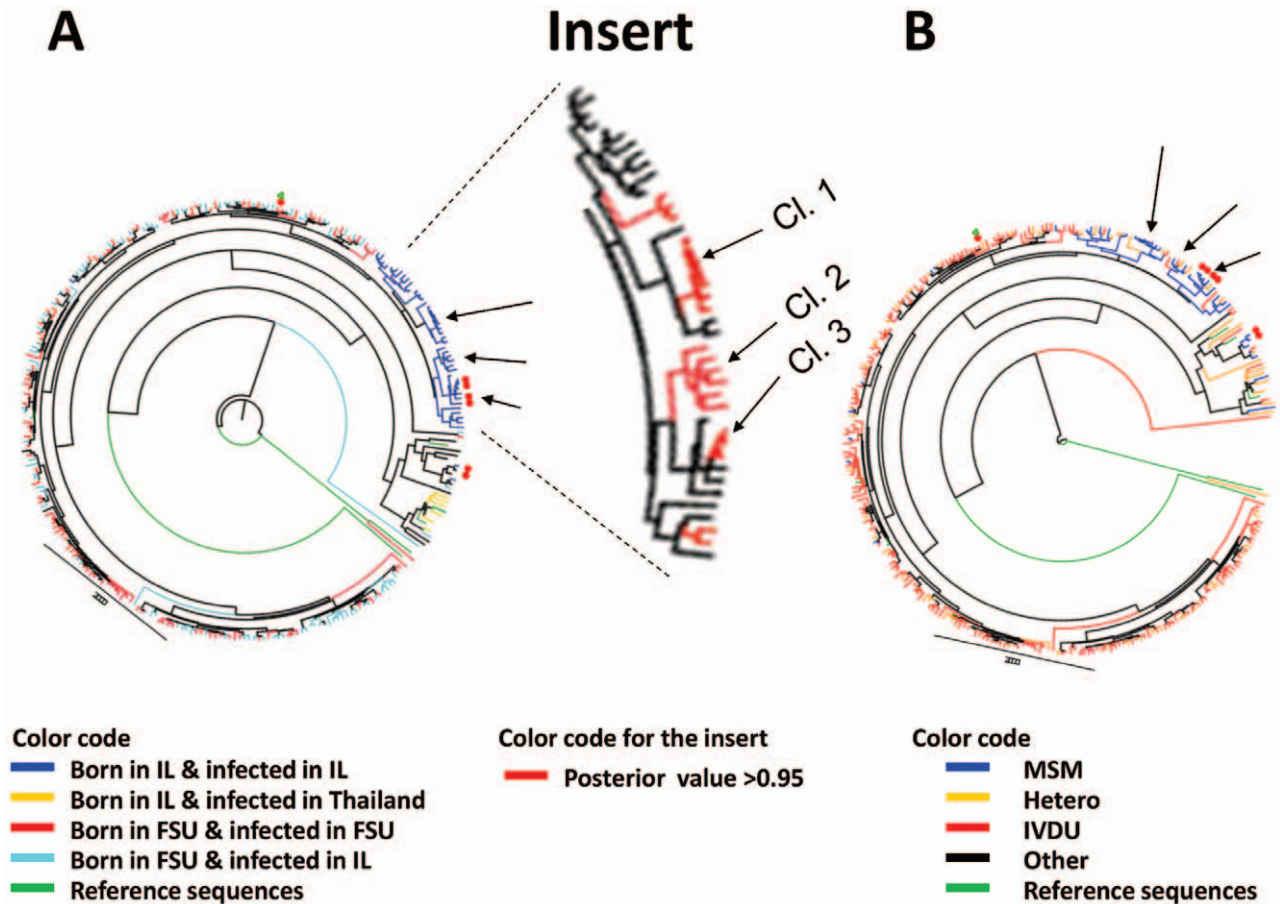 A
Insert
B
Cl. 1
Cl. 2
Cl. 3
Color code
Born in IL & infected in IL
Born in IL & infected in Thailand
Born in FSU & infected in FSU
Born in FSU & infected in IL
Reference sequences
Color code for the insert
Posterior value >0.95
Color code
MSM
Hetero
IVDU
Other
Reference sequences